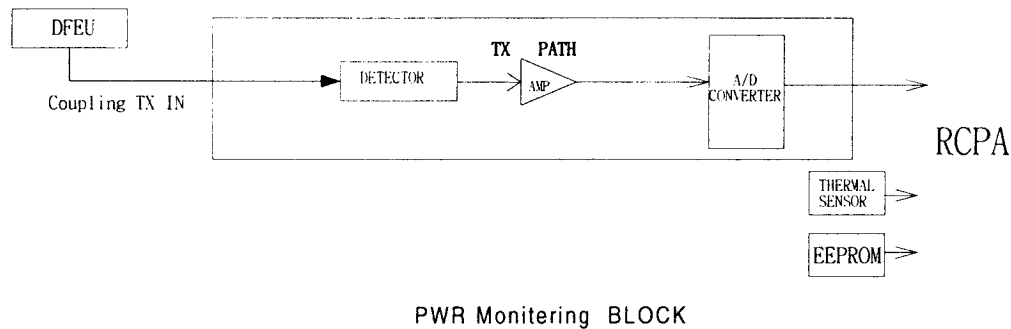 DFEU
TX PATH
DETECTOR
AMP
A/D
CONVERTER
Coupling TX IN
RCPA
THERMAL
SENSOR
EEPROM
PWR Monitering BLOCK